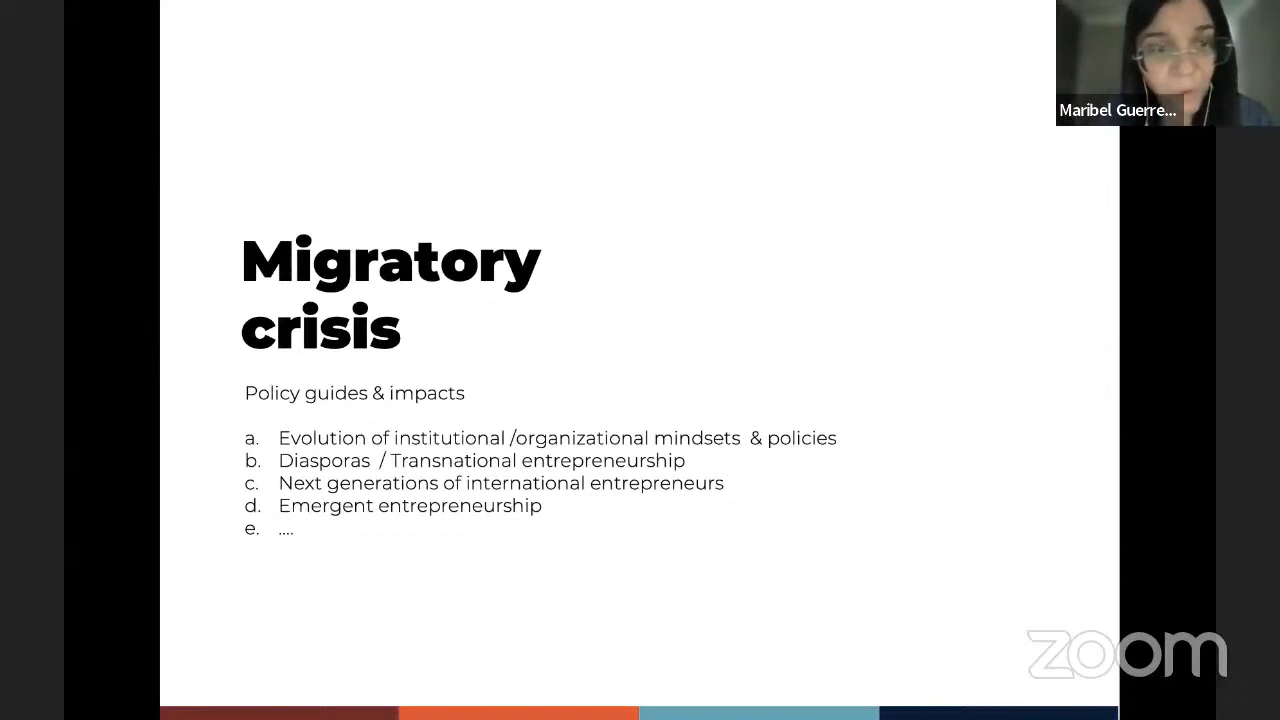 Maribel Guerre...
Migratory
crisis
Policy guides & impacts
a. Evolution of institutional /organizational mindsets & policies
b. Diasporas / Transnational entrepreneurship
c. Next generations of international entrepreneurs
d. Emergent entrepreneurship
e. ....
zoom